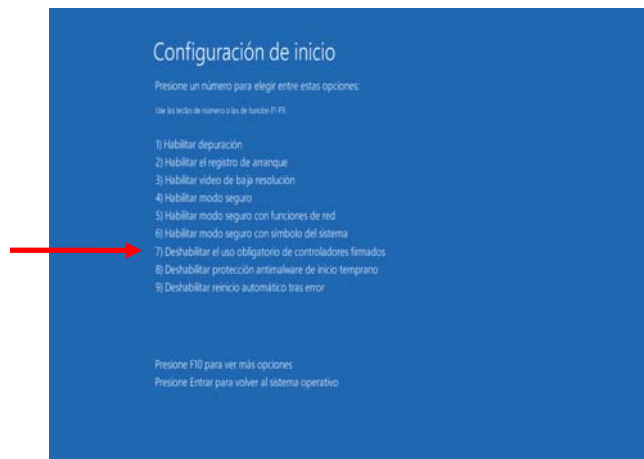 Configuración de inicio
Presione un número para elegir entre estas opciones:
Use las teclas de número o las de función F1-F9.
1) Habilitar depuración
2) Habilitar el registro de arranque
3) Habilitar vídeo de baja resolución
4) Habilitar modo seguro
5) Habilitar modo seguro con funciones de red
6) Habilitar modo seguro con símbolo del sistema
7) Deshabilitar el uso obligatorio de controladores firmados
8) Deshabilitar protección antimalware de inicio temprano
9) Deshabilitar reinicio automático tras error
Presione F10 para ver más opciones
Presione Entrar para volver al sistema operativo